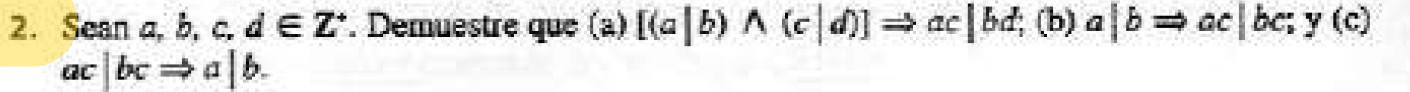 2. Sean a, b, c, d ∈ Z⁺. Demuestre que (a) [(a|b) ∧ (c|d)] ⇒ ac|bd; (b) a|b ⇒ ac|bc; y (c)
ac|bc ⇒ a|b.